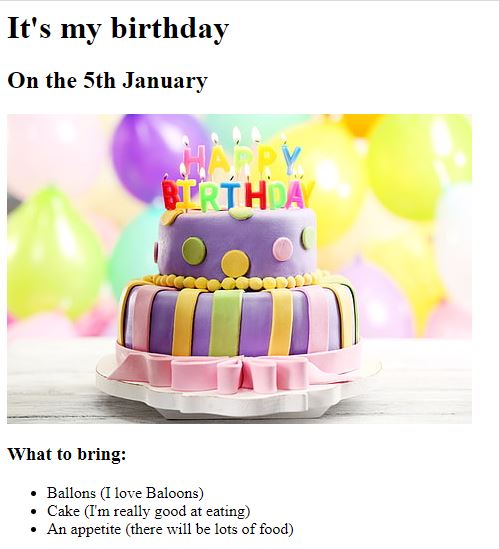 It's my birthday
On the 5th January
HAPPY
BIRTHDAY
What to bring:
Ballons (I love Baloons)
Cake (I'm really good at eating)
An appetite (there will be lots of food)